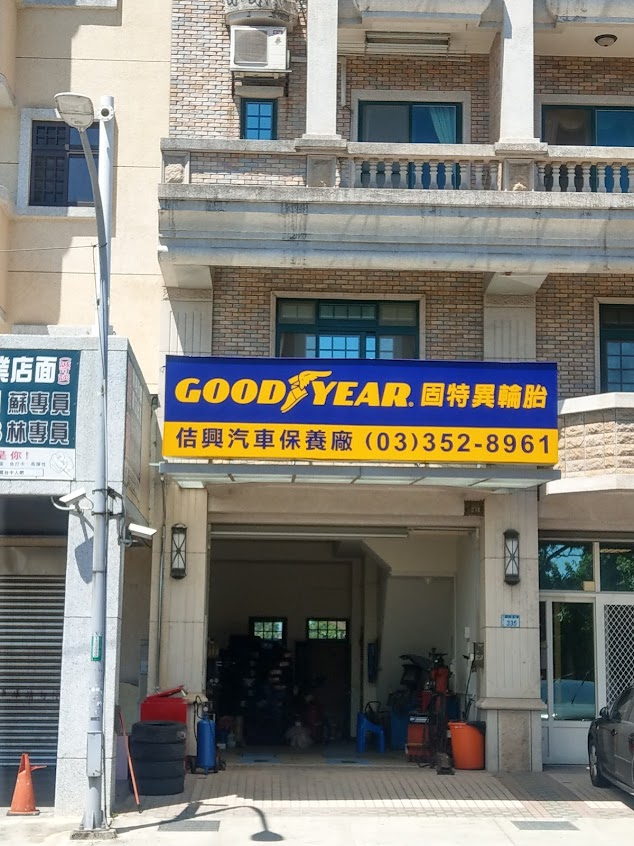 GOODYEAR 固特異輪胎
佶興汽車保養廠 (03)352-8961
業店面
蘇專員
林專員
是你!
335